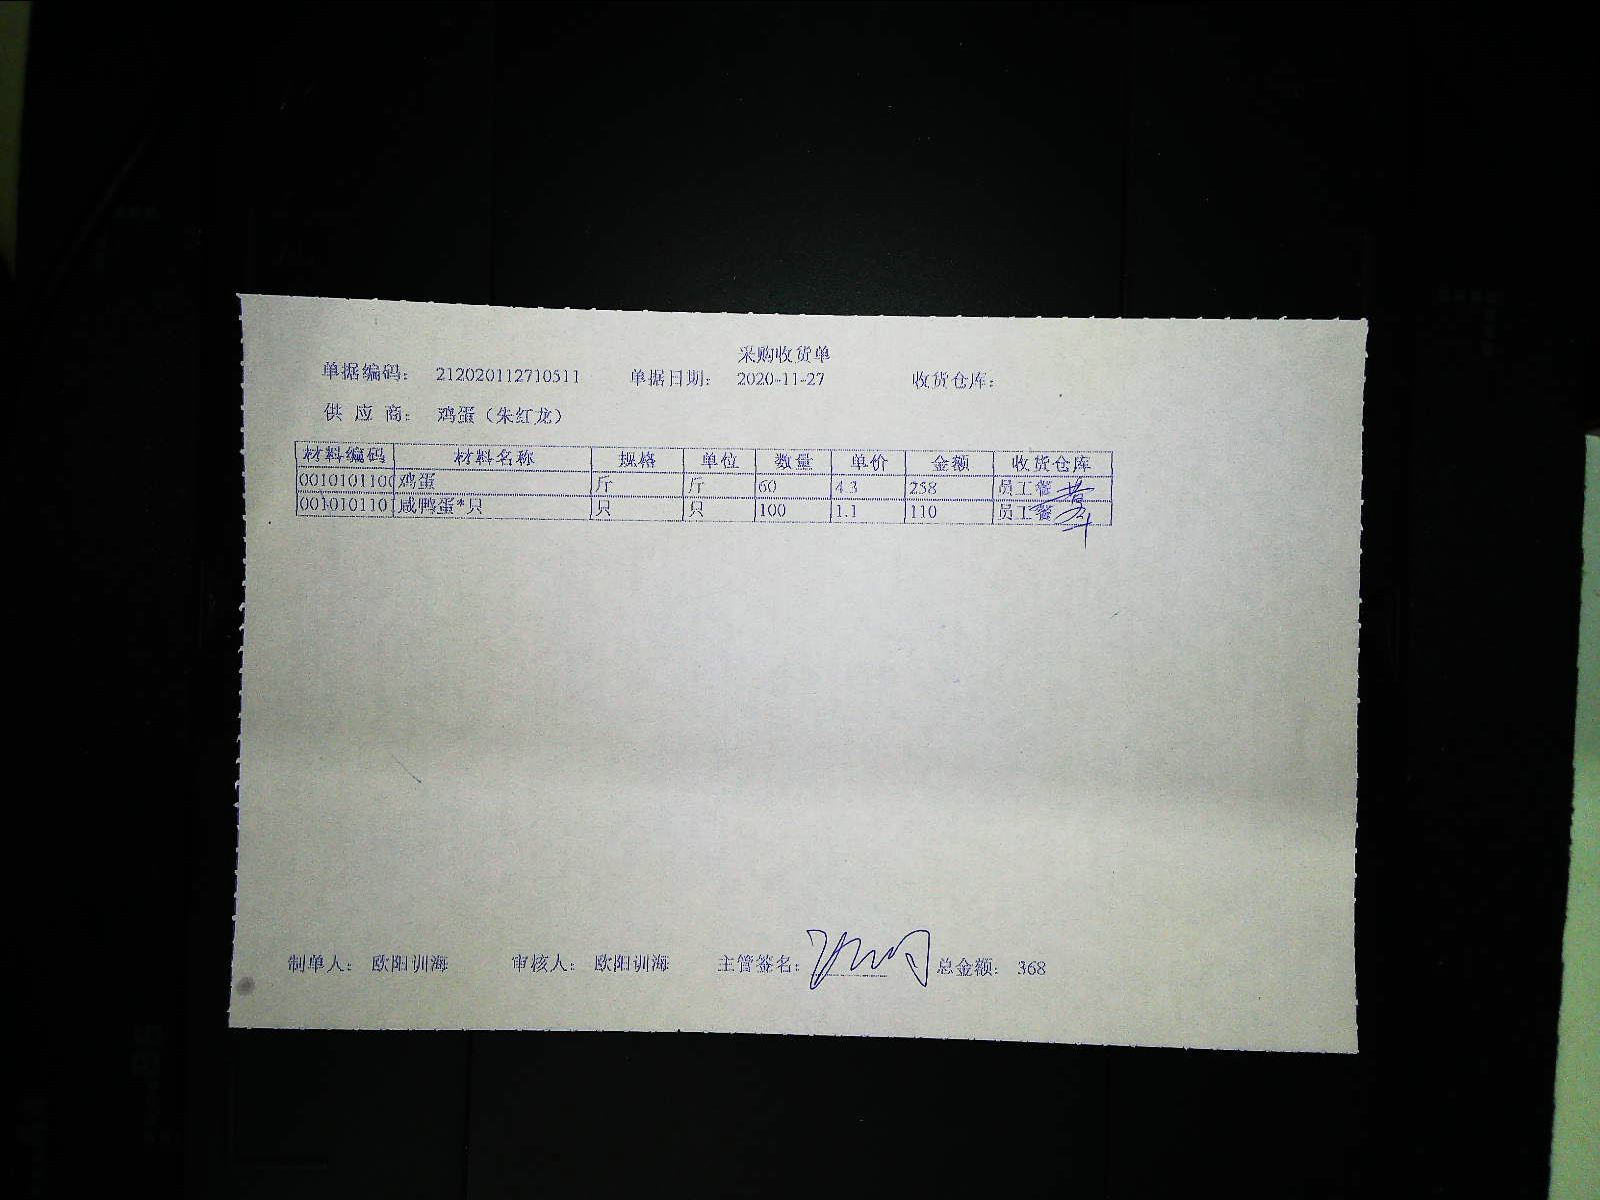 采购收货单
单据编码： 212020112710511 单据日期： 2020-11-27 收货仓库：
供 应 商： 鸡蛋（朱红龙）
材料编码 材料名称 规格 单位 数量 单价 金额 收货仓库
0010101100 鸡蛋 斤 斤 60 4.3 258 员工餐
001010110 咸鸭蛋*只 只 只 100 1.1 110 员工餐
制单人： 欧阳训海 审核人： 欧阳训海 主管签名： 总金额： 368